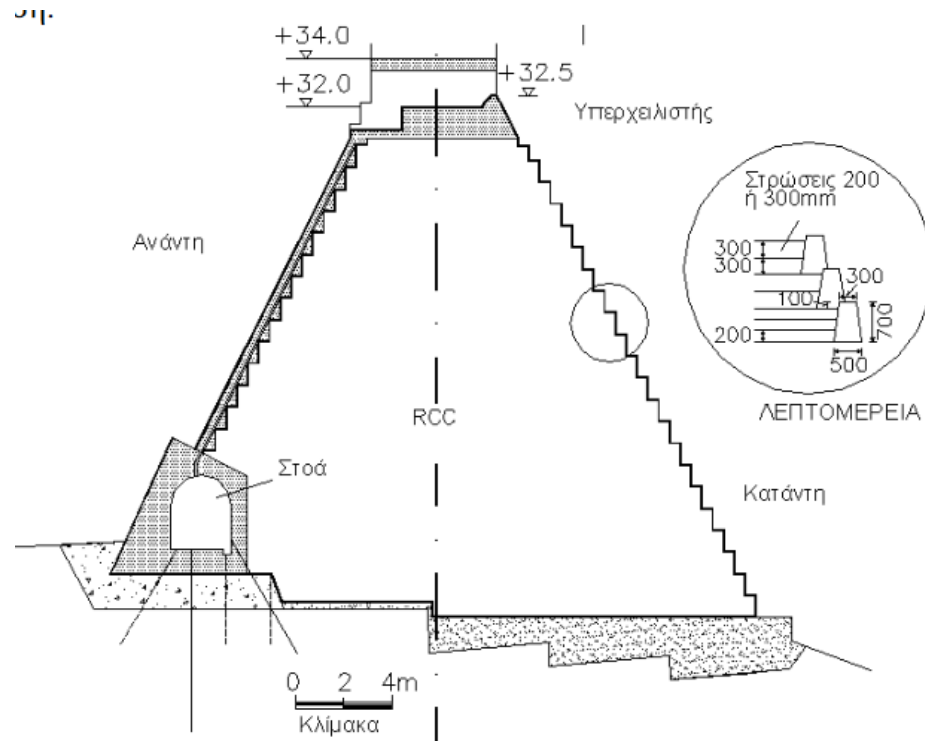 +34.0
+32.0
+32.5
Υπερχειλιστής
Στρώσεις 200
ή 300mm
Ανάντη
300
300
300
100
700
200
500
ΛΕΠΤΟΜΕΡΕΙΑ
RCC
Στοά
Κατάντη
0 2 4m
Κλίμακα